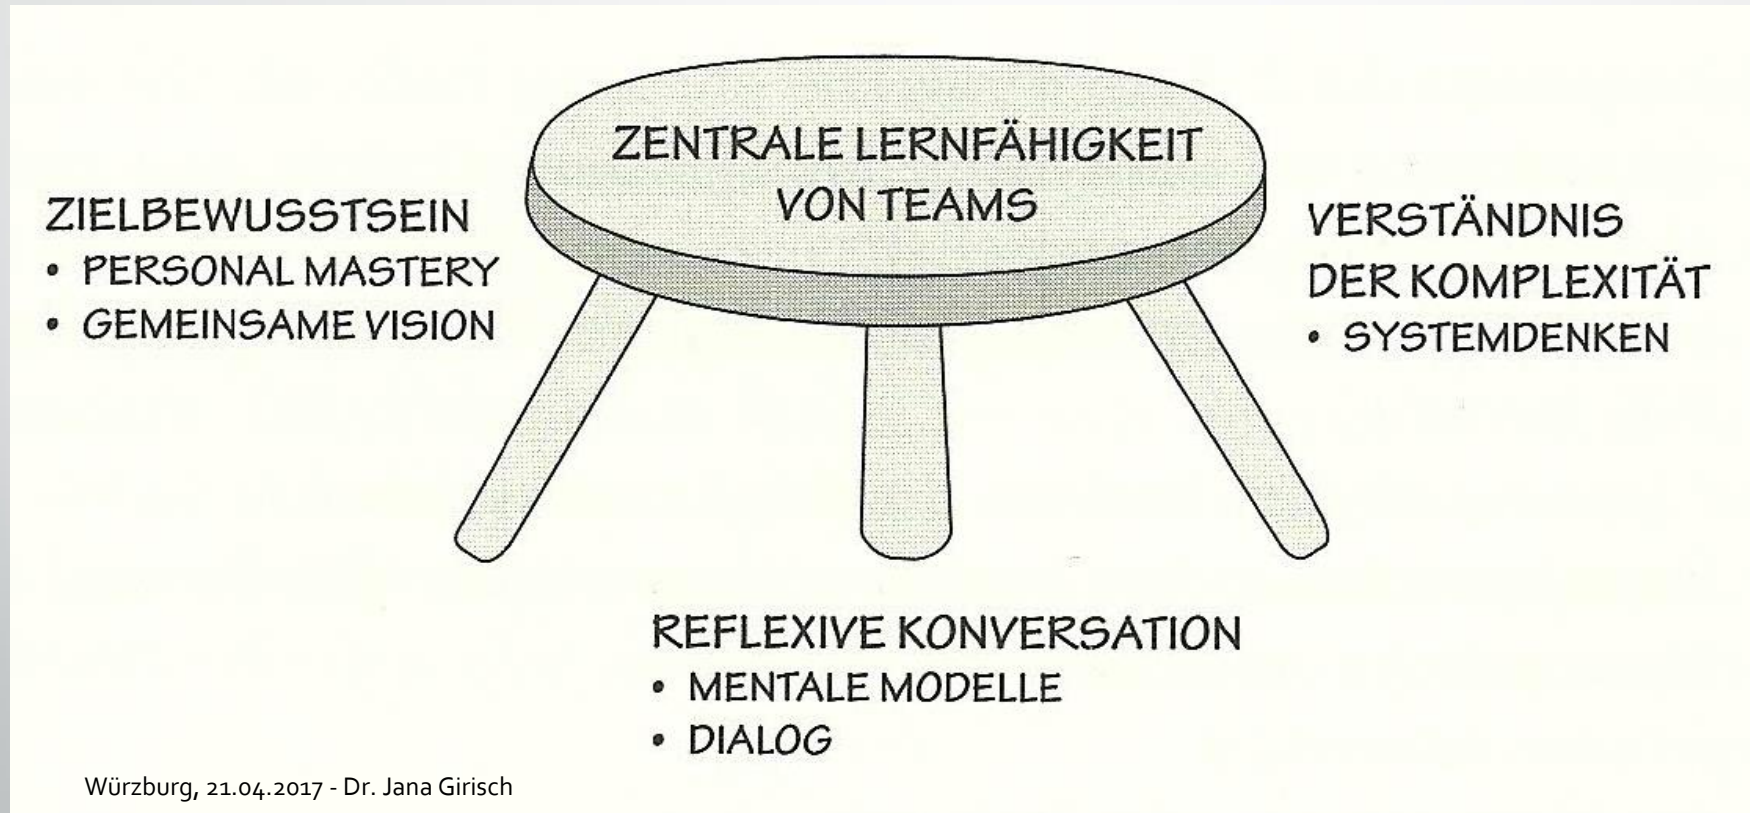 ZENTRALE LERNFÄHIGKEIT
VON TEAMS
ZIELBEWUSSTSEIN
• PERSONAL MASTERY
• GEMEINSAME VISION
VERSTÄNDNIS
DER KOMPLEXITÄT
• SYSTEMDENKEN
REFLEXIVE KONVERSATION
• MENTALE MODELLE
• DIALOG
Würzburg, 21.04.2017 - Dr. Jana Girisch